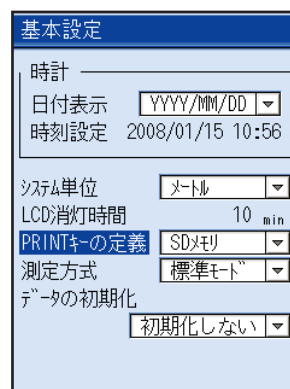 基本設定
時計
日付表示 YYYY/MM/DD
時刻設定 2008/01/15 10:56
ｼｽﾃﾑ単位 ﾒｰﾄﾙ
LCD消灯時間 10 min
PRINTｷｰの定義 SDﾒﾓﾘ
測定方式 標準ﾓｰﾄﾞ
ﾃﾞｰﾀの初期化
初期化しない